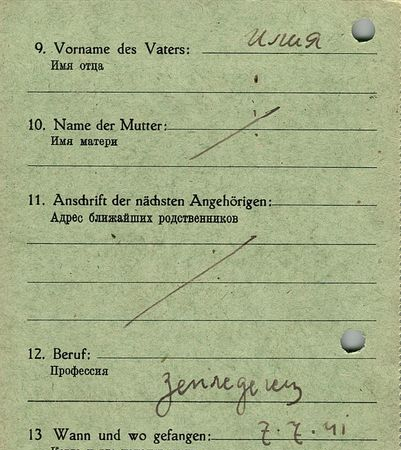 9. Vorname des Vaters: Илия
Имя отца
10. Name der Mutter:
Имя матери
11. Anschrift der nächsten Angehörigen:
Адрес ближайших родственников
12. Beruf:
Профессия
13 Wann und wo gefangen: 7.7.41